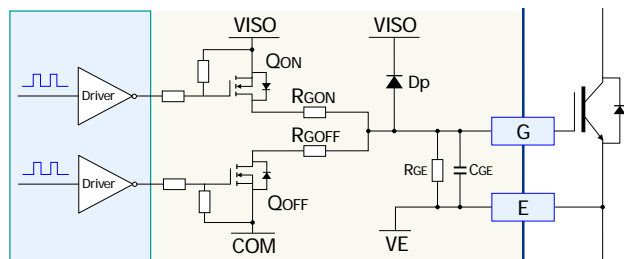 VISO
VISO
QON
Driver
Dp
RGON
G
RGOFF
Driver
RGE
CGE
QOFF
E
COM
VE